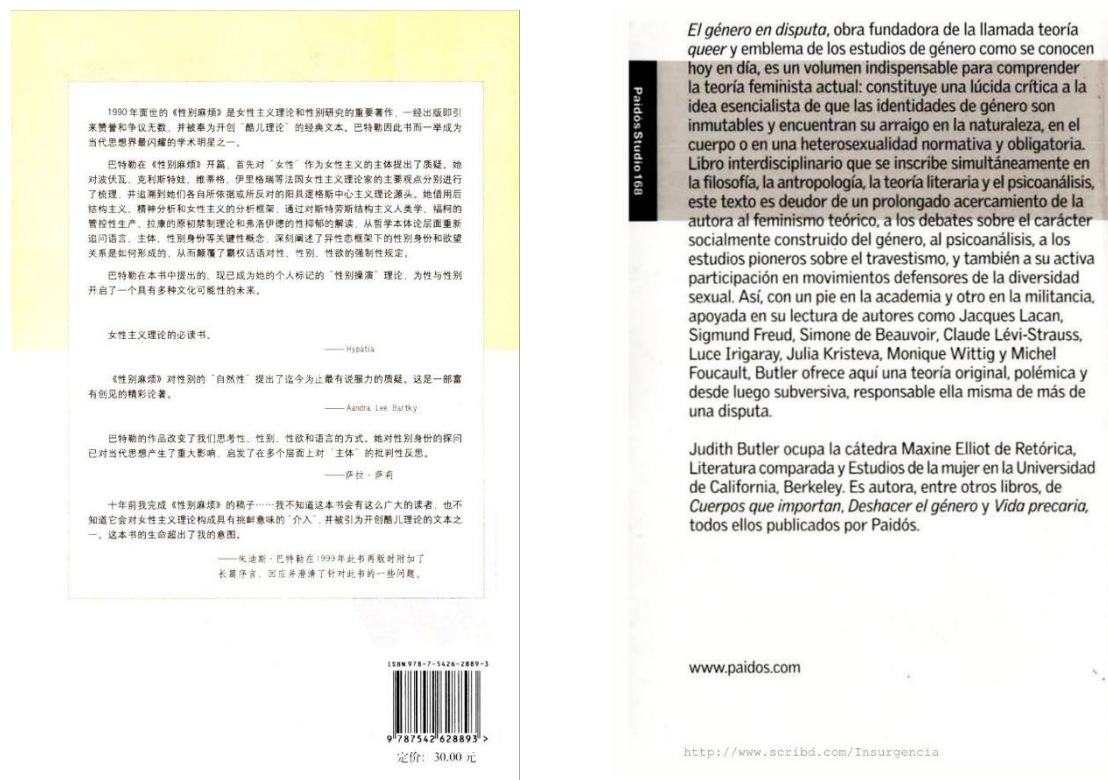 1990年面世的《性别麻烦》是女性主义理论和性别研究的重要著作，一经出版即引
来赞誉和争议无数，并被奉为开创“酷儿理论”的经典文本。巴特勒因此书而一举成为
当代思想界最闪耀的学术明星之一。
巴特勒在《性别麻烦》开篇，首先对“女性”作为女性主义的主体提出了质疑。她
对波伏瓦、克利斯特娃、维蒂格、伊里格瑞等法国女性主义理论家的主要观点分别进行
了梳理，并追溯到她们各自所依据或所反对的阳具逻格斯中心主义理论源头。她借用后
结构主义、精神分析和女性主义的分析框架，通过对斯特劳斯结构主义人类学、福柯的
管控性生产、拉康的原初禁制理论和弗洛伊德的性抑郁的解读，从哲学本体论层面重新
追问语言、主体、性别身份等关键性概念，深刻阐述了异性恋框架下的性别身份和欲望
关系是如何形成的，从而颠覆了霸权话语对性、性别、性欲的强制性规定。
巴特勒在本书中提出的、现已成为她的个人标记的“性别操演”理论，为性与性别
开启了一个具有多种文化可能性的未来。
女性主义理论的必读书。
——Hypatia
《性别麻烦》对性别的“自然性”提出了迄今为止最有说服力的质疑。这是一部富
有创见的精彩论著。
——Aandra Lee Bartky
巴特勒的作品改变了我们思考性、性别、性欲和语言的方式。她对性别身份的探问
已对当代思想产生了重大影响，启发了在多个层面上对“主体”的批判性反思。
——萨拉·萨莉
十年前我完成《性别麻烦》的稿子……我不知道这本书会有这么广大的读者，也不
知道它会对女性主义理论构成具有挑衅意味的“介入”，并被引为开创酷儿理论的文本之
一。这本书的生命超出了我的意图。
——朱迪斯·巴特勒在1999年此书再版时附加了
长篇序言，回应并澄清了针对此书的一些问题。
ISBN 978-7-5426-2889-3
9 787542 628893 >
定价：30.00元
Paidós Studio 168
El género en disputa, obra fundadora de la llamada teoría
queer y emblema de los estudios de género como se conocen
hoy en día, es un volumen indispensable para comprender
la teoría feminista actual: constituye una lúcida crítica a la
idea esencialista de que las identidades de género son
inmutables y encuentran su arraigo en la naturaleza, en el
cuerpo o en una heterosexualidad normativa y obligatoria.
Libro interdisciplinario que se inscribe simultáneamente en
la filosofía, la antropología, la teoría literaria y el psicoanálisis,
este texto es deudor de un prolongado acercamiento de la
autora al feminismo teórico, a los debates sobre el carácter
socialmente construido del género, al psicoanálisis, a los
estudios pioneros sobre el travestismo, y también a su activa
participación en movimientos defensores de la diversidad
sexual. Así, con un pie en la academia y otro en la militancia,
apoyada en su lectura de autores como Jacques Lacan,
Sigmund Freud, Simone de Beauvoir, Claude Lévi-Strauss,
Luce Irigaray, Julia Kristeva, Monique Wittig y Michel
Foucault, Butler ofrece aquí una teoría original, polémica y
desde luego subversiva, responsable ella misma de más de
una disputa.
Judith Butler ocupa la cátedra Maxine Elliot de Retórica,
Literatura comparada y Estudios de la mujer en la Universidad
de California, Berkeley. Es autora, entre otros libros, de
Cuerpos que importan, Deshacer el género y Vida precaria,
todos ellos publicados por Paidós.
www.paidos.com
http://www.scribd.com/Insurgencia